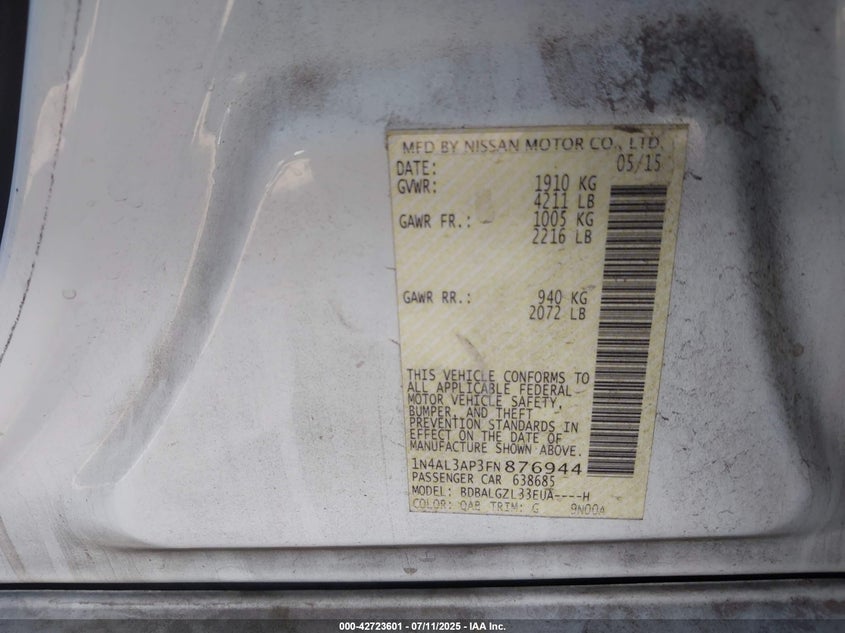 MFD BY NISSAN MOTOR CO., LTD.
DATE: 05/15
GVWR: 1910 KG
4211 LB
GAWR FR.: 1005 KG
2216 LB
GAWR RR.: 940 KG
2072 LB
THIS VEHICLE CONFORMS TO
ALL APPLICABLE FEDERAL
MOTOR VEHICLE SAFETY,
BUMPER, AND THEFT
PREVENTION STANDARDS IN
EFFECT ON THE DATE OF
MANUFACTURE SHOWN ABOVE.
1N4AL3AP3FN876944
PASSENGER CAR 638685
MODEL: BDBALGZL33EUA----H
COLOR: QAB TRIM: G 9N00A
000-42723601 - 07/11/2025 - IAA Inc.